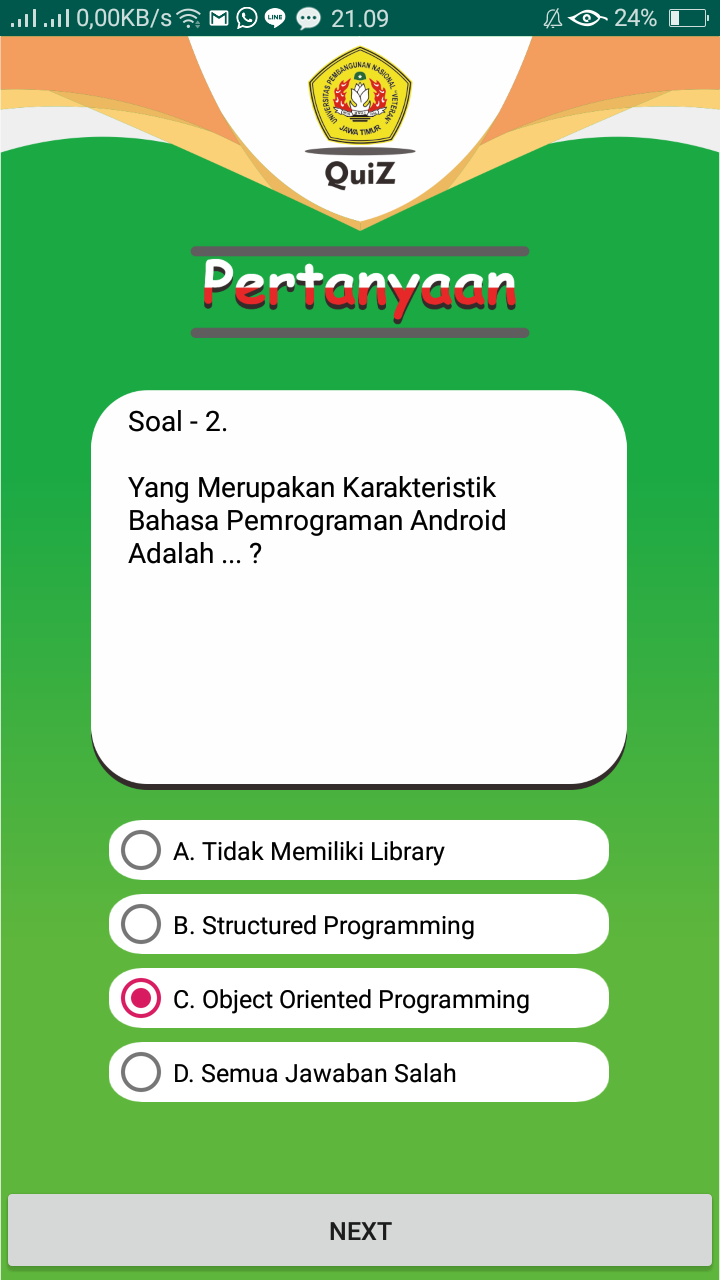 0,00KB/s LINE 21.09 24%
UNIVERSITAS PEMBANGUNAN NASIONAL "VETERAN"
JAWA TIMUR
QuiZ
Pertanyaan
Soal - 2.
Yang Merupakan Karakteristik
Bahasa Pemrograman Android
Adalah ... ?
A. Tidak Memiliki Library
B. Structured Programming
C. Object Oriented Programming
D. Semua Jawaban Salah
NEXT